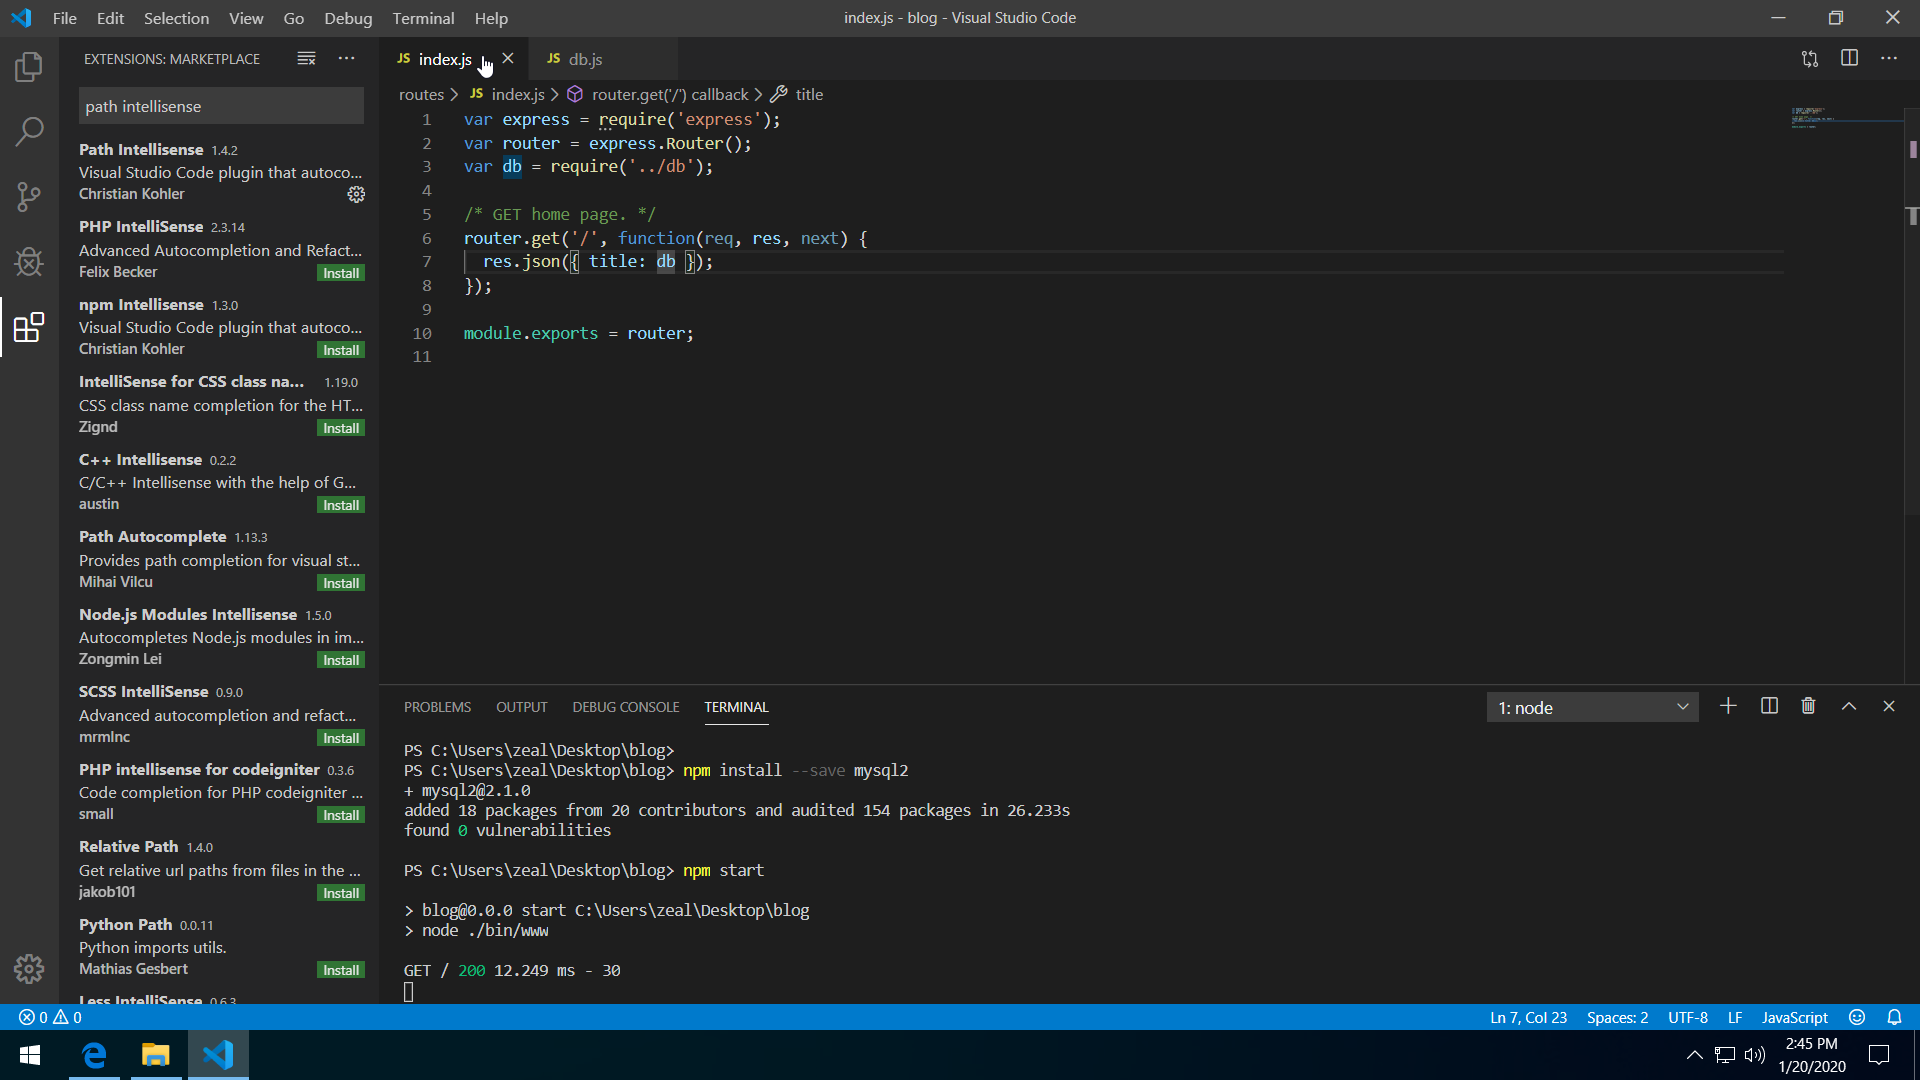 File Edit Selection View Go Debug Terminal Help
index.js - blog - Visual Studio Code
EXTENSIONS: MARKETPLACE
path intellisense
Path Intellisense 1.4.2
Visual Studio Code plugin that autoco...
Christian Kohler
PHP IntelliSense 2.3.14
Advanced Autocompletion and Refact...
Felix Becker Install
npm Intellisense 1.3.0
Visual Studio Code plugin that autoco...
Christian Kohler Install
IntelliSense for CSS class na... 1.19.0
CSS class name completion for the HT...
Zignd Install
C++ Intellisense 0.2.2
C/C++ Intellisense with the help of G...
austin Install
Path Autocomplete 1.13.3
Provides path completion for visual st...
Mihai Vilcu Install
Node.js Modules Intellisense 1.5.0
Autocompletes Node.js modules in im...
Zongmin Lei Install
SCSS IntelliSense 0.9.0
Advanced autocompletion and refact...
mrmlnc Install
PHP intellisense for codeigniter 0.3.6
Code completion for PHP codeigniter ...
small Install
Relative Path 1.4.0
Get relative url paths from files in the ...
jakob101 Install
Python Path 0.0.11
Python imports utils.
Mathias Gesbert Install
Less IntelliSense 0.6.3
JS index.js JS db.js
routes > JS index.js > router.get('/') callback > title
1 var express = require('express');
2 var router = express.Router();
3 var db = require('../db');
4
5 /* GET home page. */
6 router.get('/', function(req, res, next) {
7 res.json({ title: db });
8 });
9
10 module.exports = router;
11
PROBLEMS OUTPUT DEBUG CONSOLE TERMINAL 1: node
PS C:\Users\zeal\Desktop\blog>
PS C:\Users\zeal\Desktop\blog> npm install --save mysql2
+ mysql2@2.1.0
added 18 packages from 20 contributors and audited 154 packages in 26.233s
found 0 vulnerabilities
PS C:\Users\zeal\Desktop\blog> npm start
> blog@0.0.0 start C:\Users\zeal\Desktop\blog
> node ./bin/www
GET / 200 12.249 ms - 30
0 0 Ln 7, Col 23 Spaces: 2 UTF-8 LF JavaScript
2:45 PM
1/20/2020